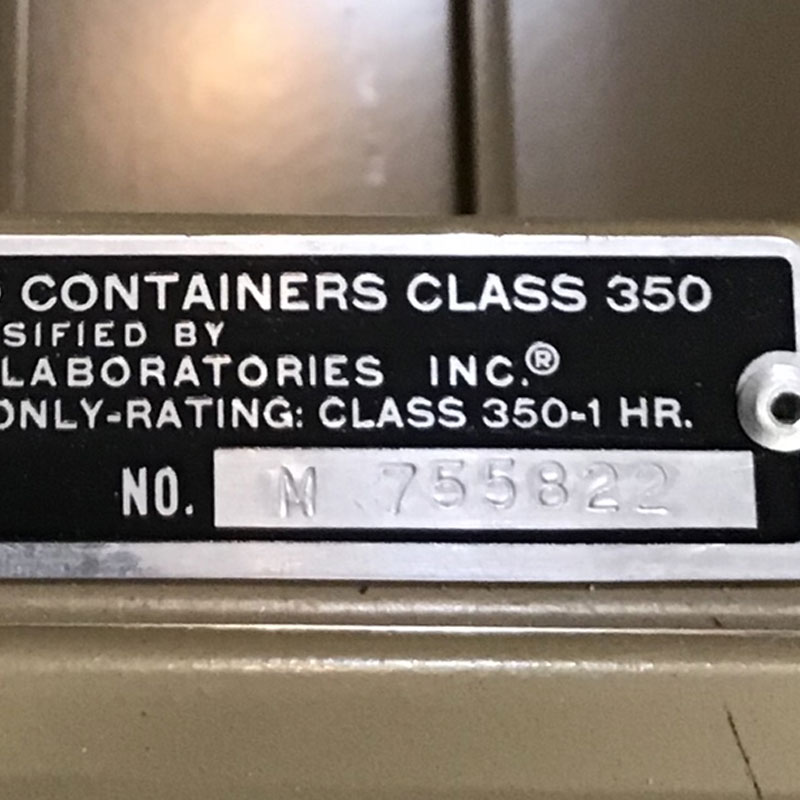 CONTAINERS CLASS 350
SIFIED BY
LABORATORIES INC.®
ONLY-RATING: CLASS 350-1 HR.
NO. M 755822